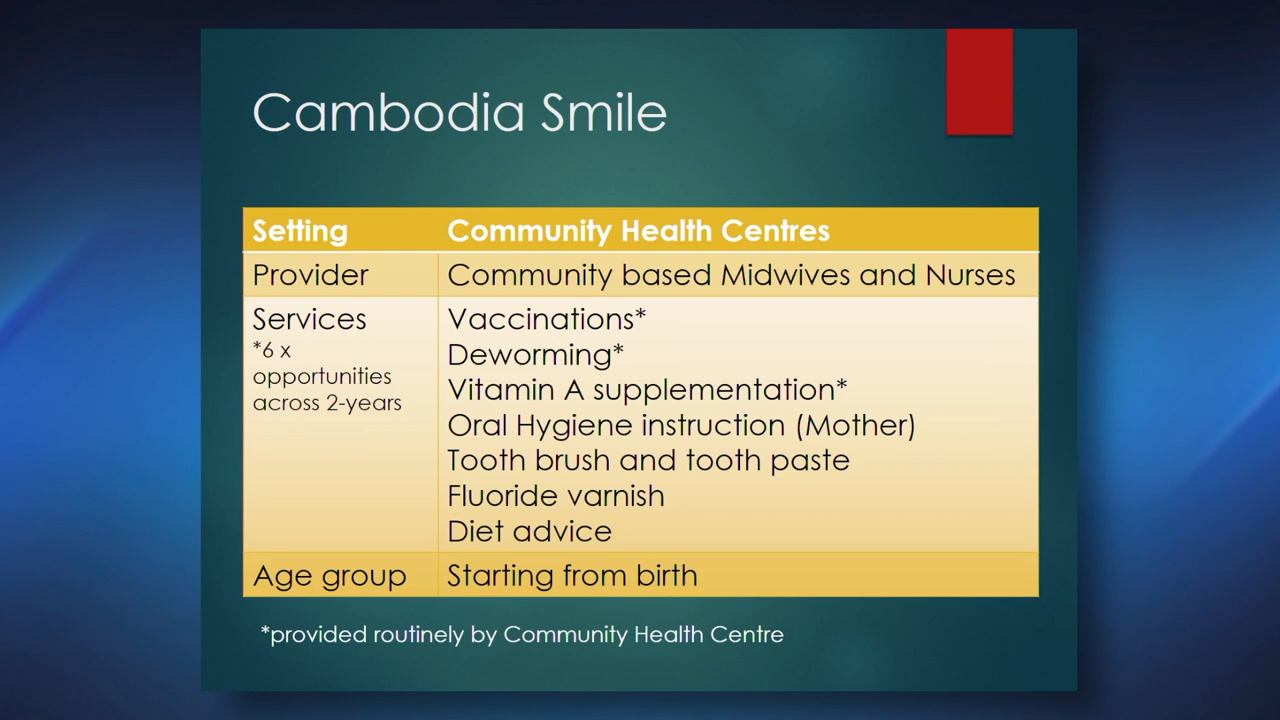 Cambodia Smile
Setting
Community Health Centres
Provider
Community based Midwives and Nurses
Services
*6 x
opportunities
across 2-years
Vaccinations*
Deworming*
Vitamin A supplementation*
Oral Hygiene instruction (Mother)
Tooth brush and tooth paste
Fluoride varnish
Diet advice
Age group
Starting from birth
*provided routinely by Community Health Centre